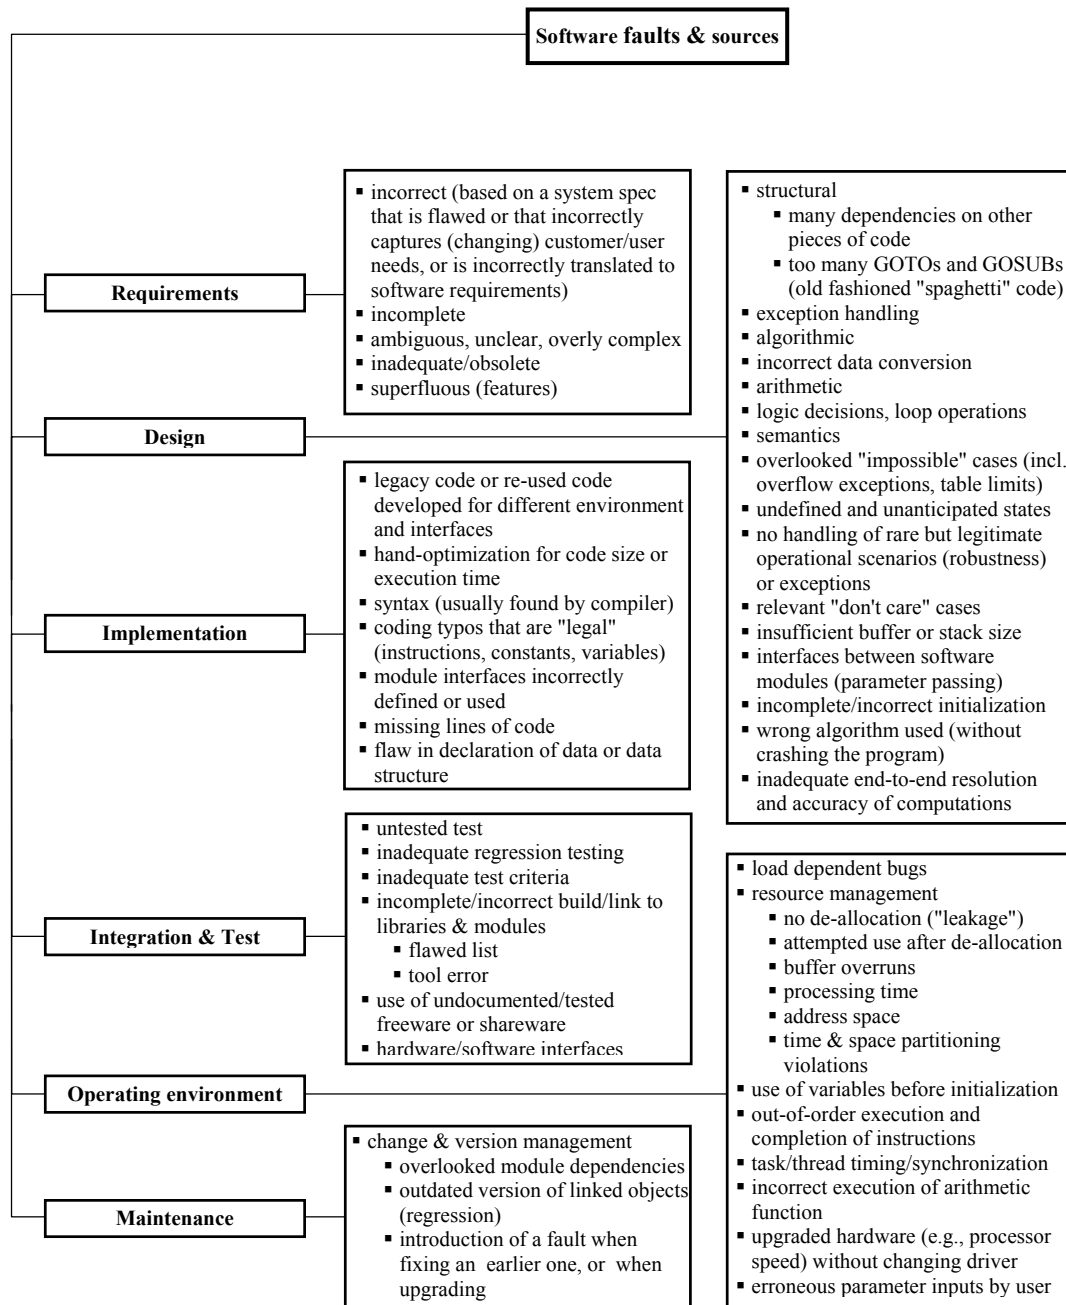 Software faults & sources
Requirements
▪ incorrect (based on a system spec
that is flawed or that incorrectly
captures (changing) customer/user
needs, or is incorrectly translated to
software requirements)
▪ incomplete
▪ ambiguous, unclear, overly complex
▪ inadequate/obsolete
▪ superfluous (features)
Design
▪ structural
▪ many dependencies on other
pieces of code
▪ too many GOTOs and GOSUBs
(old fashioned "spaghetti" code)
▪ exception handling
▪ algorithmic
▪ incorrect data conversion
▪ arithmetic
▪ logic decisions, loop operations
▪ semantics
▪ overlooked "impossible" cases (incl.
overflow exceptions, table limits)
▪ undefined and unanticipated states
▪ no handling of rare but legitimate
operational scenarios (robustness)
or exceptions
▪ relevant "don't care" cases
▪ insufficient buffer or stack size
▪ interfaces between software
modules (parameter passing)
▪ incomplete/incorrect initialization
▪ wrong algorithm used (without
crashing the program)
▪ inadequate end-to-end resolution
and accuracy of computations
Implementation
▪ legacy code or re-used code
developed for different environment
and interfaces
▪ hand-optimization for code size or
execution time
▪ syntax (usually found by compiler)
▪ coding typos that are "legal"
(instructions, constants, variables)
▪ module interfaces incorrectly
defined or used
▪ missing lines of code
▪ flaw in declaration of data or data
structure
Integration & Test
▪ untested test
▪ inadequate regression testing
▪ inadequate test criteria
▪ incomplete/incorrect build/link to
libraries & modules
▪ flawed list
▪ tool error
▪ use of undocumented/tested
freeware or shareware
▪ hardware/software interfaces
Operating environment
▪ load dependent bugs
▪ resource management
▪ no de-allocation ("leakage")
▪ attempted use after de-allocation
▪ buffer overruns
▪ processing time
▪ address space
▪ time & space partitioning
violations
▪ use of variables before initialization
▪ out-of-order execution and
completion of instructions
▪ task/thread timing/synchronization
▪ incorrect execution of arithmetic
function
▪ upgraded hardware (e.g., processor
speed) without changing driver
▪ erroneous parameter inputs by user
Maintenance
▪ change & version management
▪ overlooked module dependencies
▪ outdated version of linked objects
(regression)
▪ introduction of a fault when
fixing an earlier one, or when
upgrading